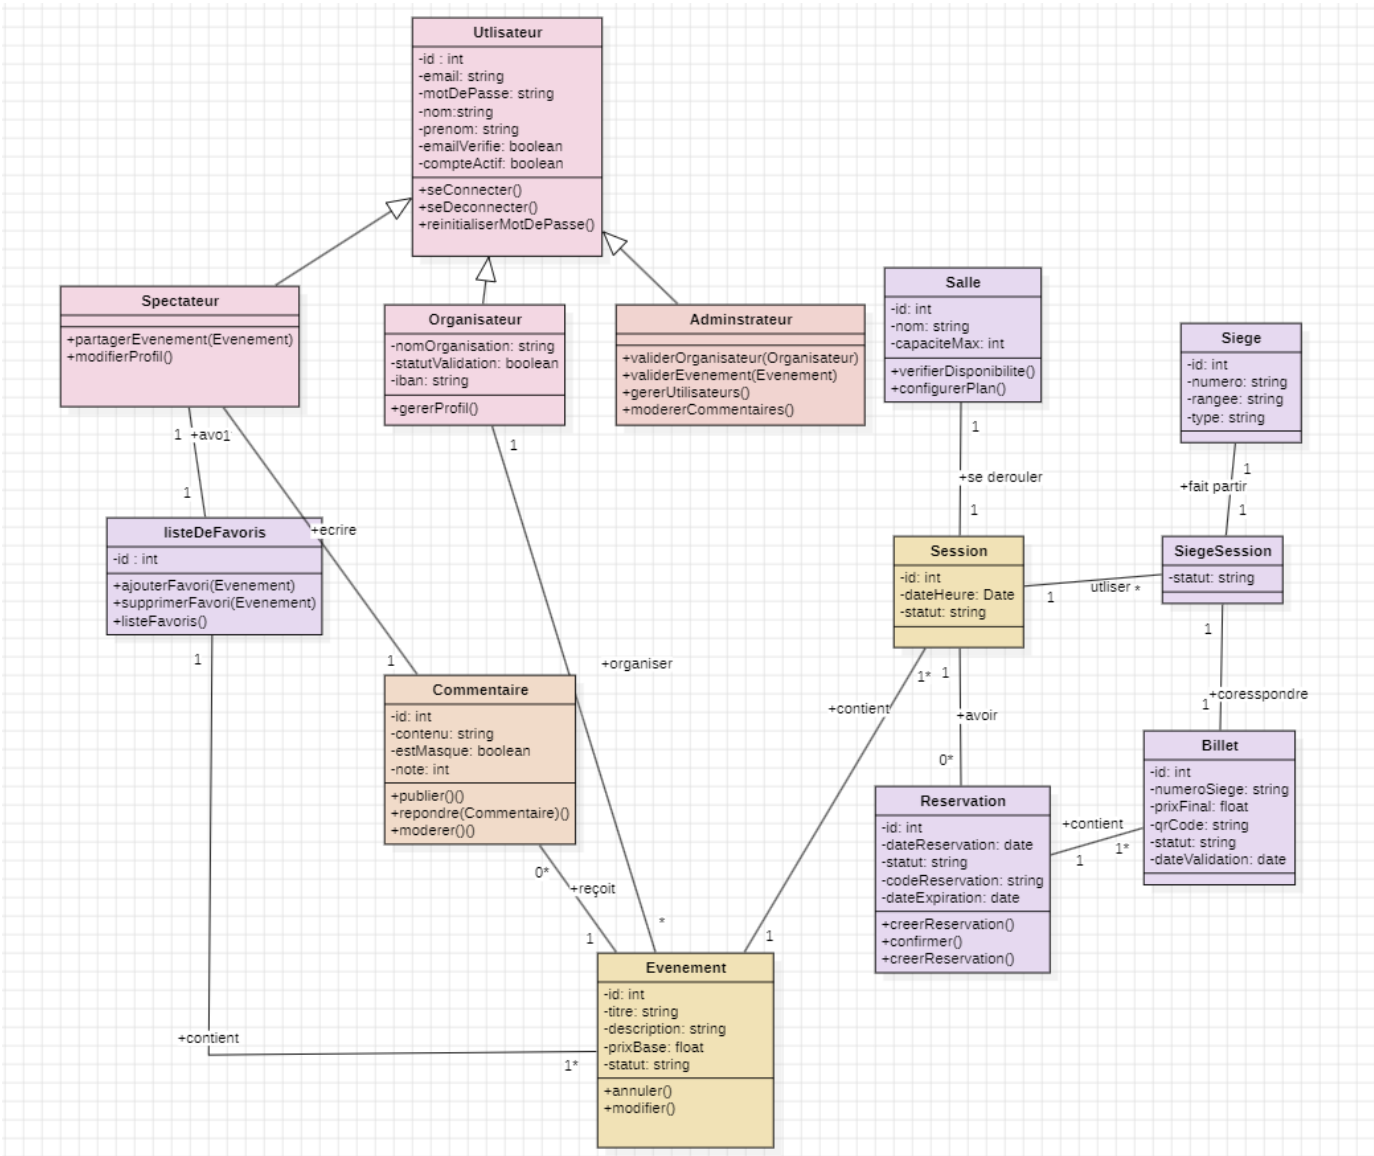 Utlisateur
-id : int
-email: string
-motDePasse: string
-nom:string
-prenom: string
-emailVerifie: boolean
-compteActif: boolean
+seConnecter()
+seDeconnecter()
+reinitialiserMotDePasse()
Spectateur
+partagerEvenement(Evenement)
+modifierProfil()
Organisateur
-nomOrganisation: string
-statutValidation: boolean
-iban: string
+gererProfil()
Adminstrateur
+validerOrganisateur(Organisateur)
+validerEvenement(Evenement)
+gererUtilisateurs()
+modererCommentaires()
Salle
-id: int
-nom: string
-capaciteMax: int
+verifierDisponibilite()
+configurerPlan()
Siege
-id: int
-numero: string
-rangee: string
-type: string
1
+avo1
1
1
1
+se derouler
1
1
+fait partir
1
listeDeFavoris
-id : int
+ajouterFavori(Evenement)
+supprimerFavori(Evenement)
+listeFavoris()
+ecrire
1
1
Session
-id: int
-dateHeure: Date
-statut: string
1
utliser *
SiegeSession
-statut: string
1
+coresspondre
1
+organiser
*
Commentaire
-id: int
-contenu: string
-estMasque: boolean
-note: int
+publier()()
+repondre(Commentaire)()
+moderer()()
0*
+reçoit
1
1*
+contient
1
1
+avoir
0*
Reservation
-id: int
-dateReservation: date
-statut: string
-codeReservation: string
-dateExpiration: date
+creerReservation()
+confirmer()
+creerReservation()
+contient
1
1*
Billet
-id: int
-numeroSiege: string
-prixFinal: float
-qrCode: string
-statut: string
-dateValidation: date
+contient
1*
Evenement
-id: int
-titre: string
-description: string
-prixBase: float
-statut: string
+annuler()
+modifier()